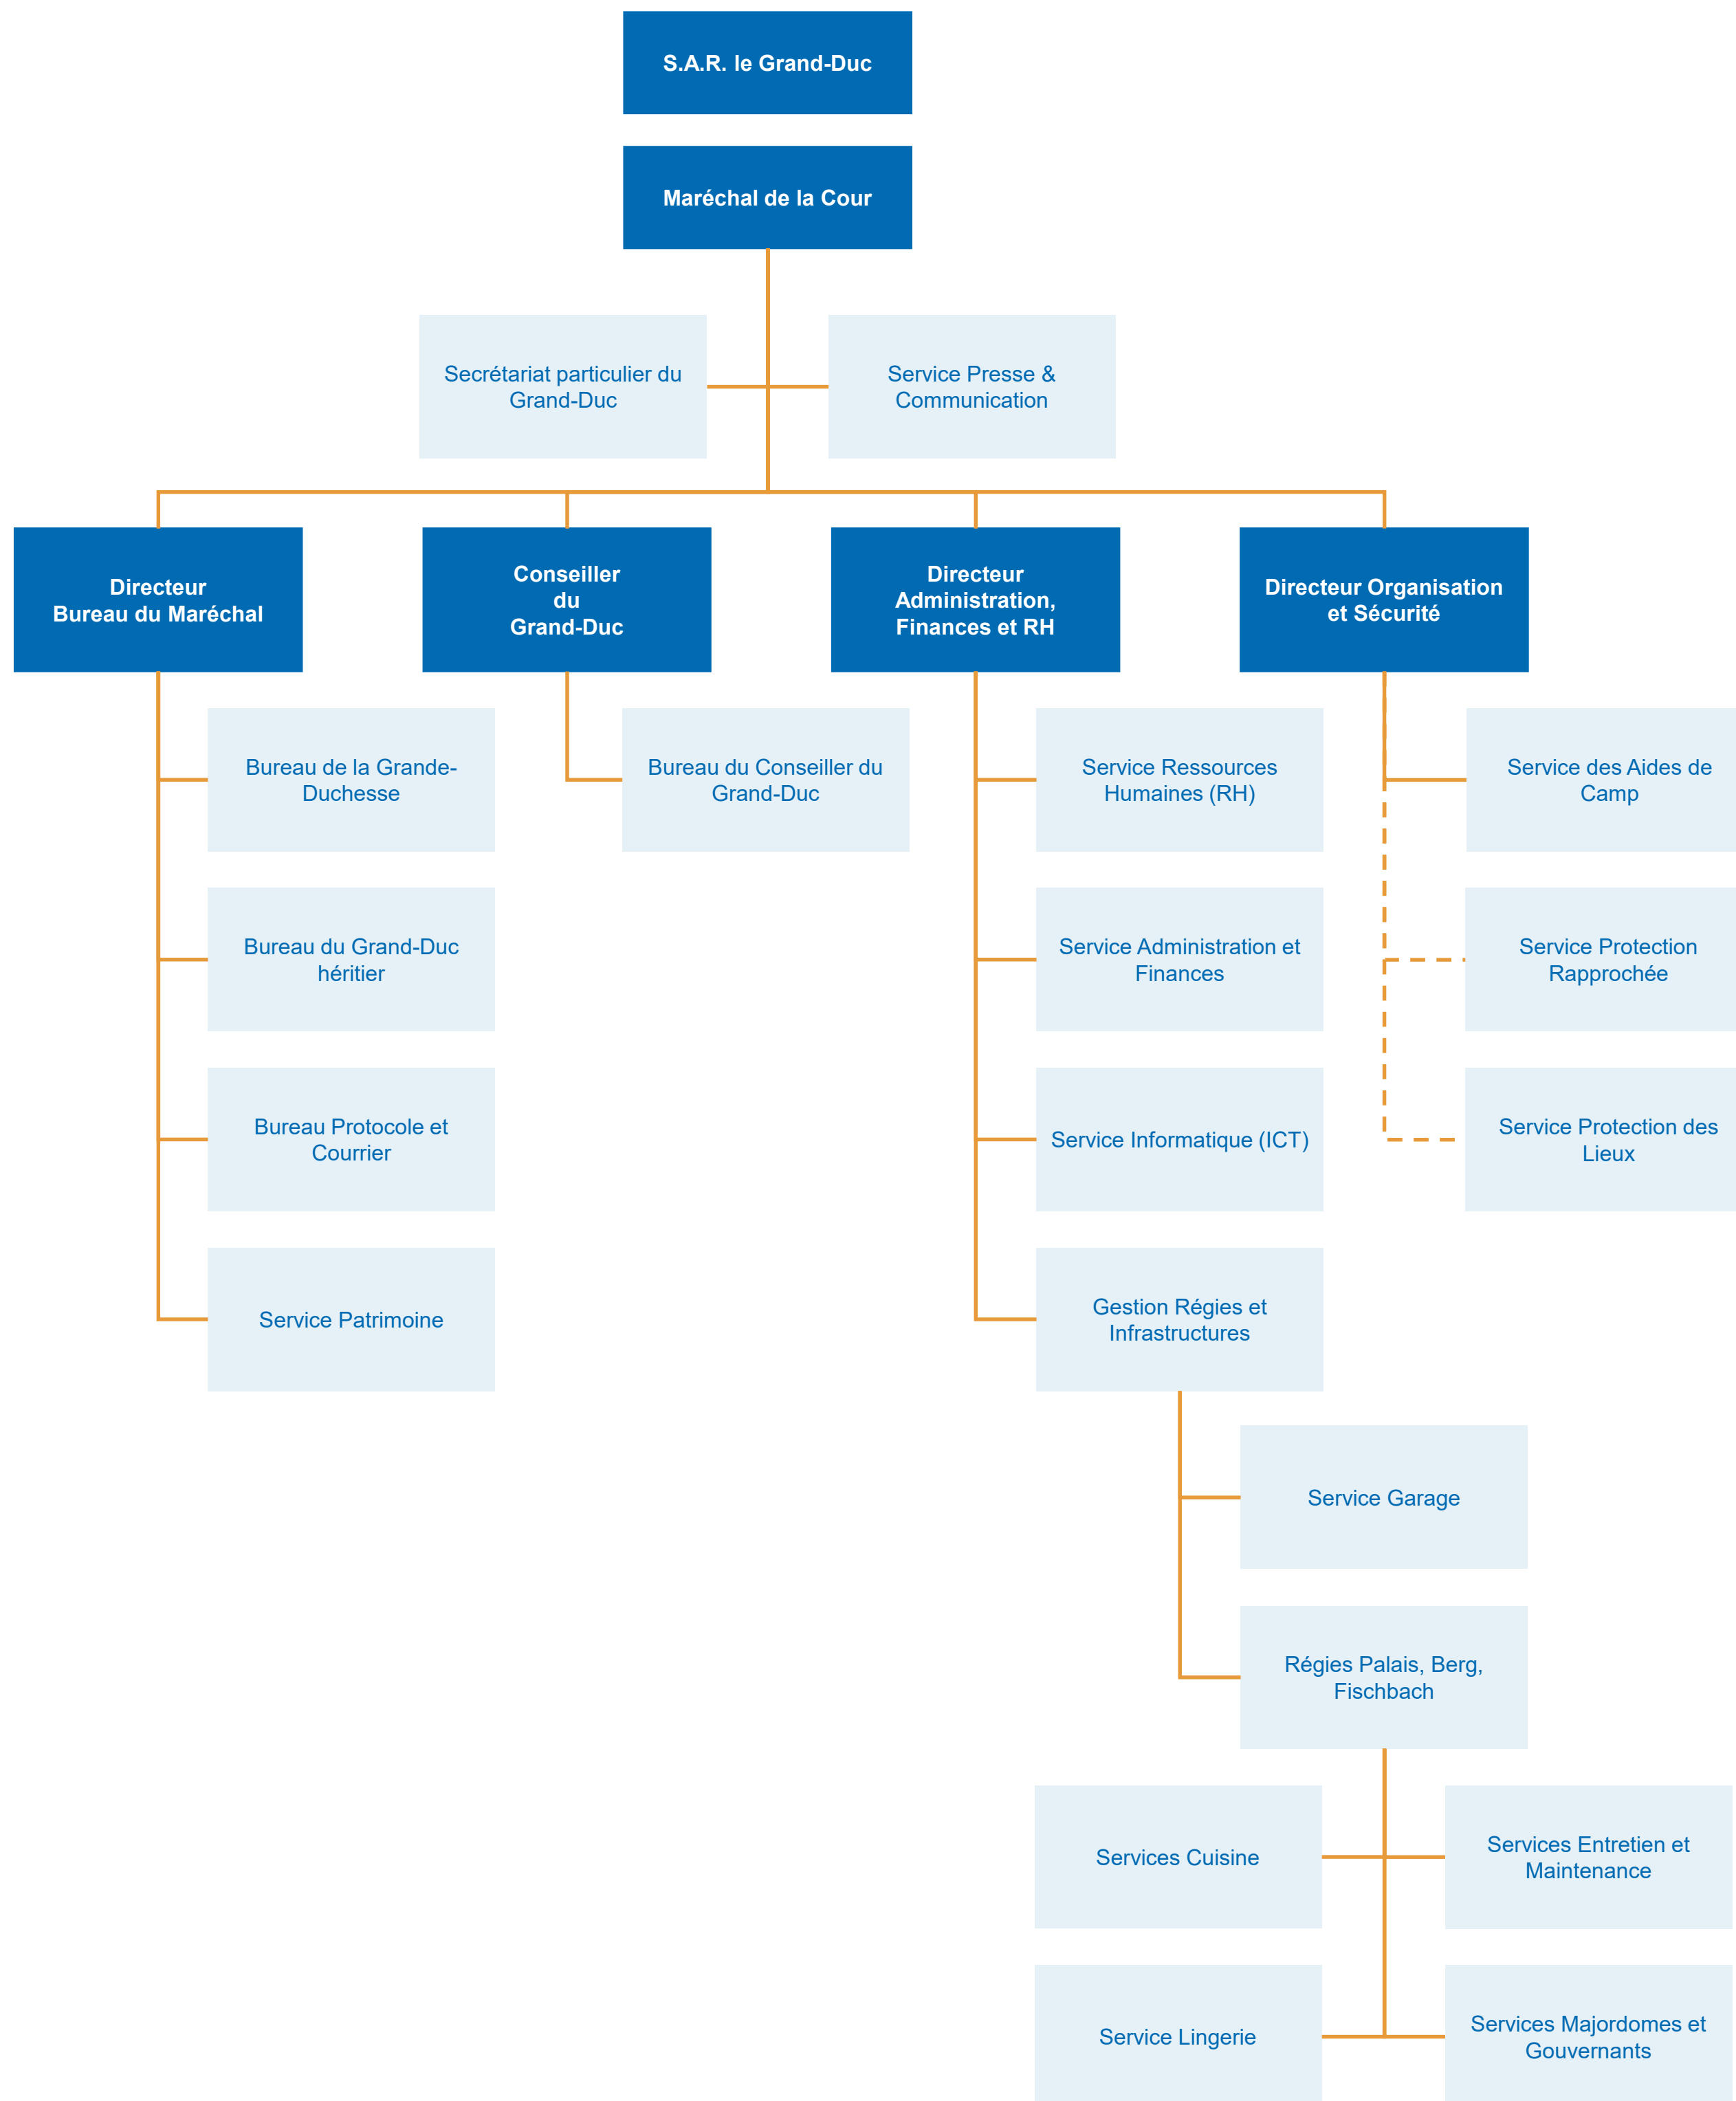 S.A.R. le Grand-Duc
Maréchal de la Cour
Secrétariat particulier du
Grand-Duc
Service Presse &
Communication
Directeur
Bureau du Maréchal
Conseiller
du
Grand-Duc
Directeur
Administration,
Finances et RH
Directeur Organisation
et Sécurité
Bureau de la Grande-
Duchesse
Bureau du Conseiller du
Grand-Duc
Service Ressources
Humaines (RH)
Service des Aides de
Camp
Bureau du Grand-Duc
héritier
Service Administration et
Finances
Service Protection
Rapprochée
Bureau Protocole et
Courrier
Service Informatique (ICT)
Service Protection des
Lieux
Service Patrimoine
Gestion Régies et
Infrastructures
Service Garage
Régies Palais, Berg,
Fischbach
Services Cuisine
Services Entretien et
Maintenance
Service Lingerie
Services Majordomes et
Gouvernants